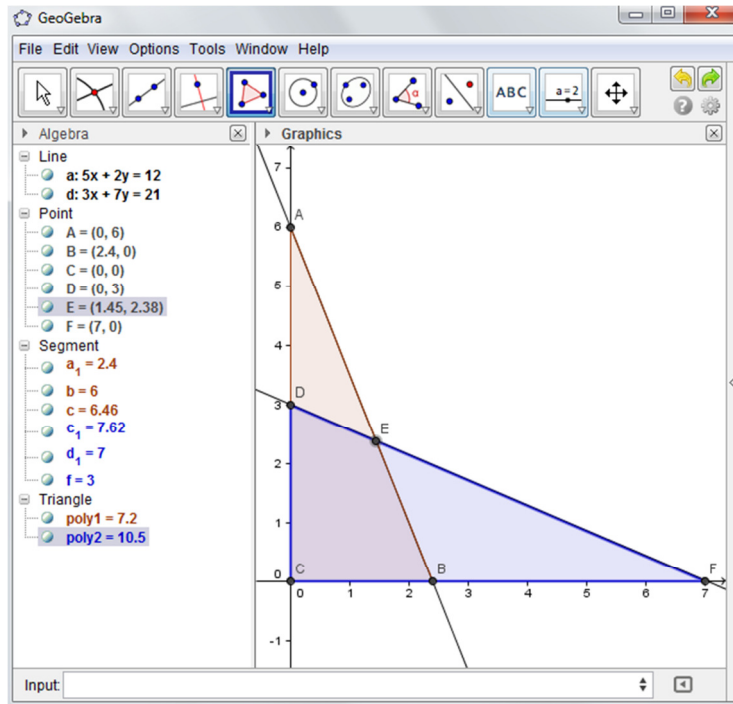 GeoGebra
File Edit View Options Tools Window Help
ABC
a=2
α
?
Algebra
Line
a: 5x + 2y = 12
d: 3x + 7y = 21
Point
A = (0, 6)
B = (2.4, 0)
C = (0, 0)
D = (0, 3)
E = (1.45, 2.38)
F = (7, 0)
Segment
a₁ = 2.4
b = 6
c = 6.46
c₁ = 7.62
d₁ = 7
f = 3
Triangle
poly1 = 7.2
poly2 = 10.5
Graphics
7
A
6
5
4
D
3
E
2
1
0
C
B
F
0 1 2 3 4 5 6 7
-1
Input: